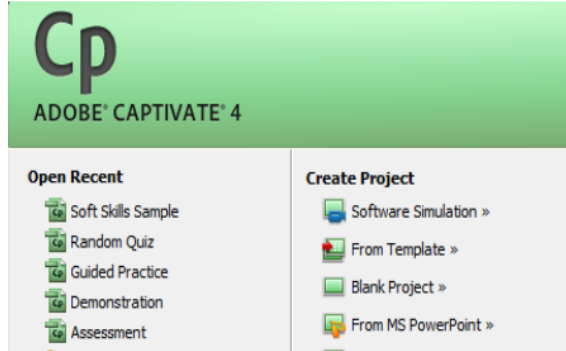 Cp
ADOBE® CAPTIVATE® 4
Open Recent
Soft Skills Sample
Random Quiz
Guided Practice
Demonstration
Assessment
Create Project
Software Simulation »
From Template »
Blank Project »
From MS PowerPoint »